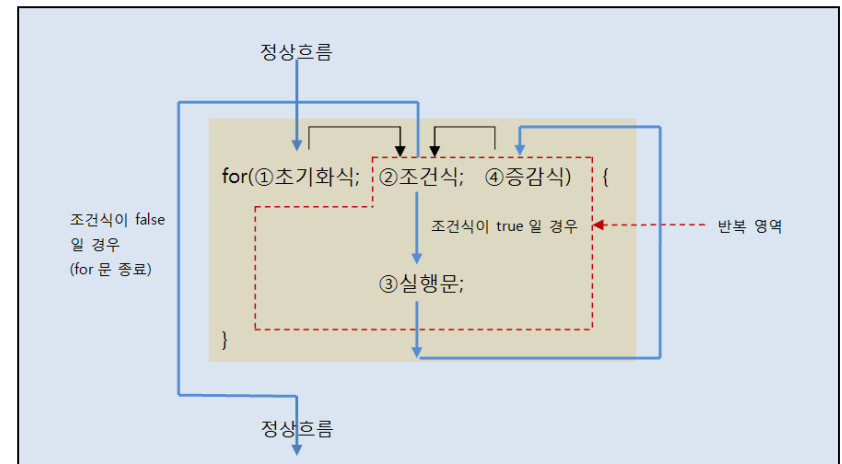 정상흐름
for(①초기화식; ②조건식; ④증감식) {
조건식이 false
일 경우
(for 문 종료)
조건식이 true 일 경우
반복 영역
③실행문;
}
정상흐름